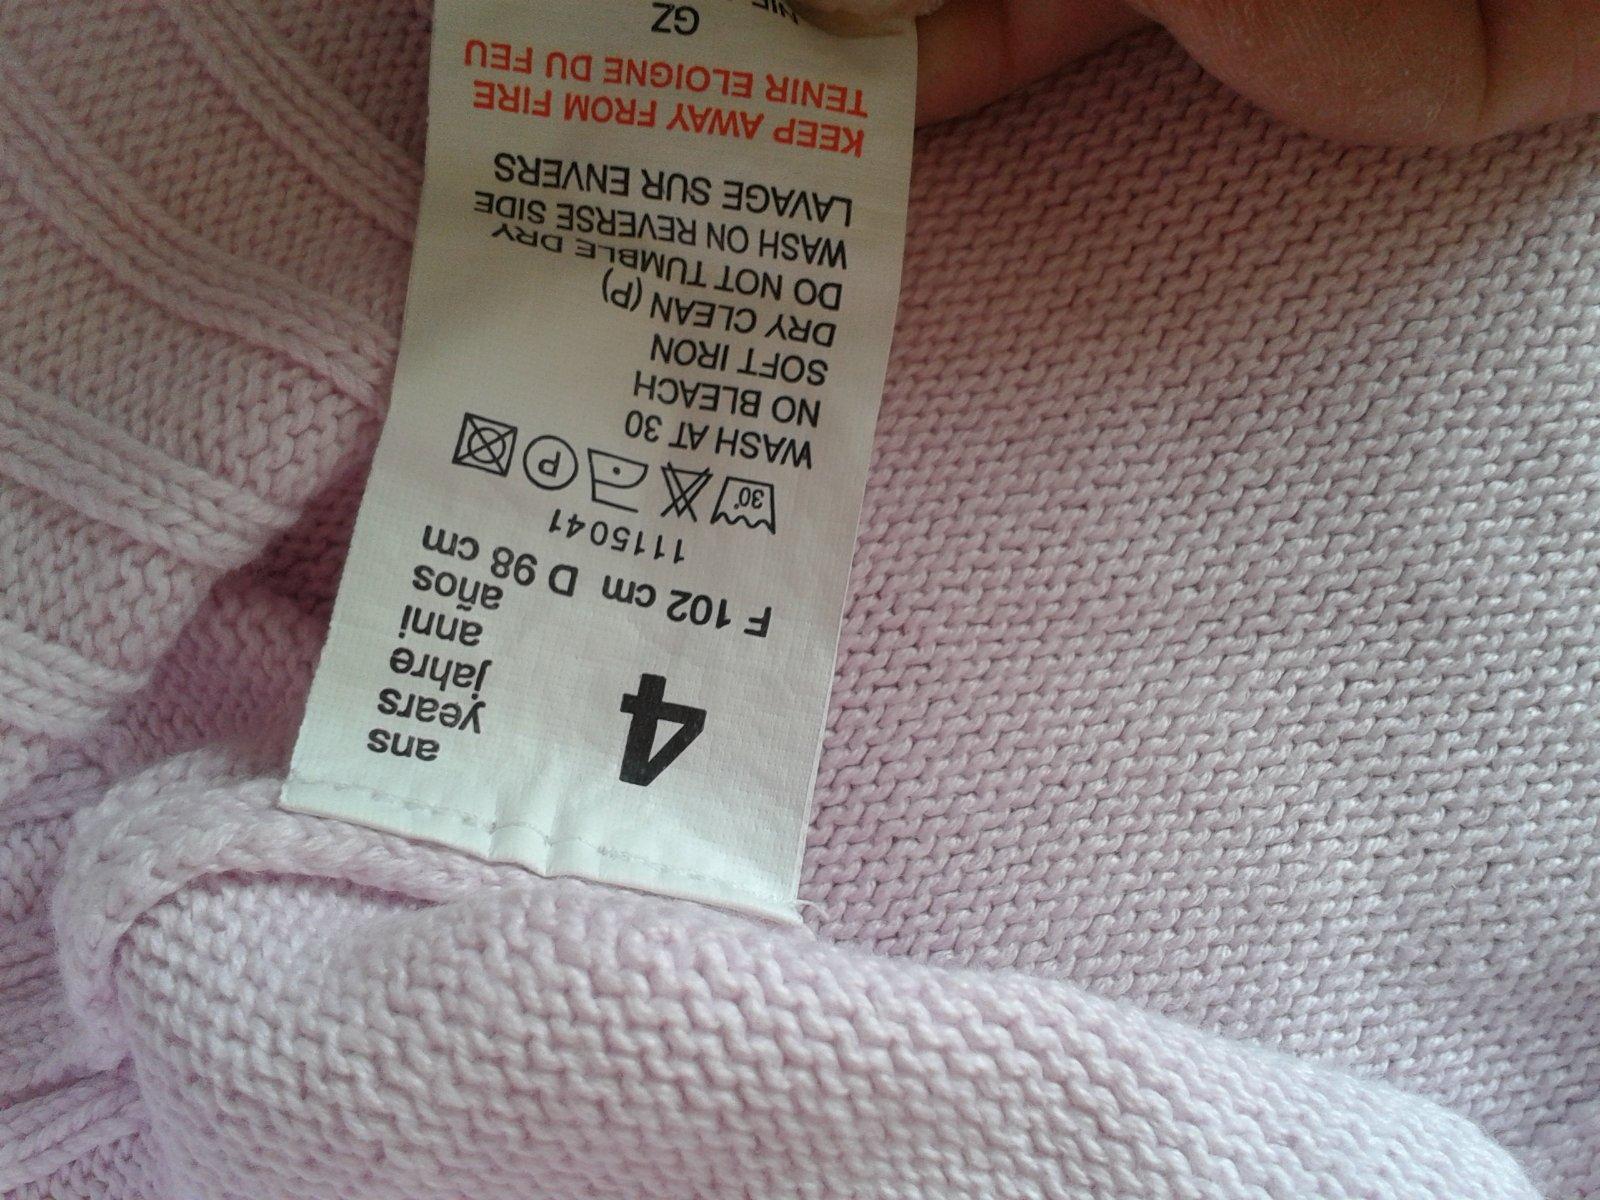 ans
4 years
jahre
anni
años
F 102 cm D 98 cm
1115041
30°
P
WASH AT 30
NO BLEACH
SOFT IRON
DRY CLEAN (P)
DO NOT TUMBLE DRY
WASH ON REVERSE SIDE
LAVAGE SUR ENVERS
KEEP AWAY FROM FIRE
TENIR ELOIGNE DU FEU
GZ